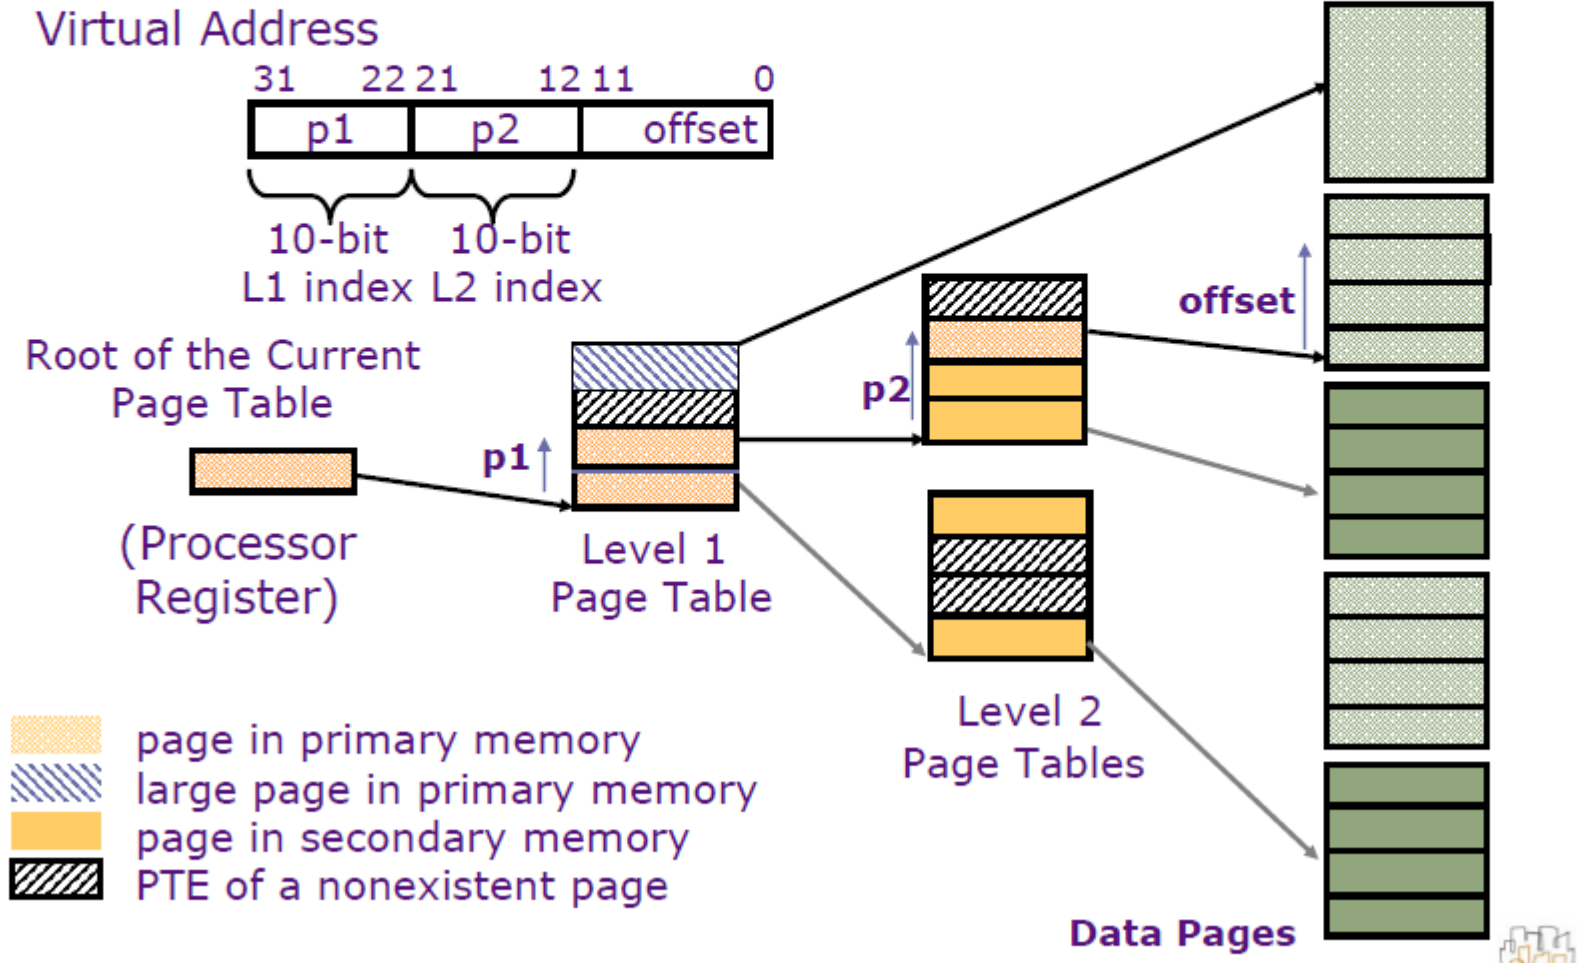 Virtual Address
31 22 21 12 11 0
p1 p2 offset
10-bit 10-bit
L1 index L2 index
Root of the Current
Page Table
(Processor
Register)
p1
Level 1
Page Table
p2
offset
Level 2
Page Tables
page in primary memory
large page in primary memory
page in secondary memory
PTE of a nonexistent page
Data Pages